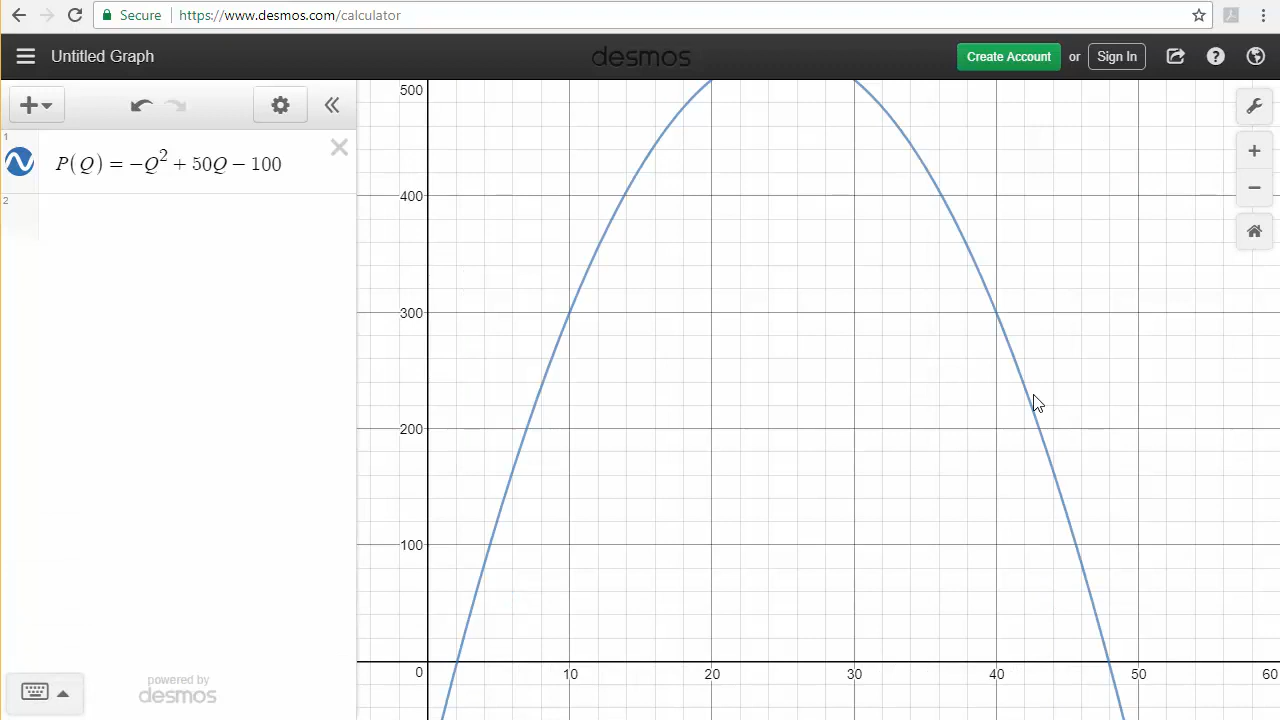 Secure https://www.desmos.com/calculator
Untitled Graph
desmos
Create Account or Sign In
1
P(Q) = −Q² + 50Q − 100
2
500
400
300
200
100
0 10 20 30 40 50 60
powered by
desmos